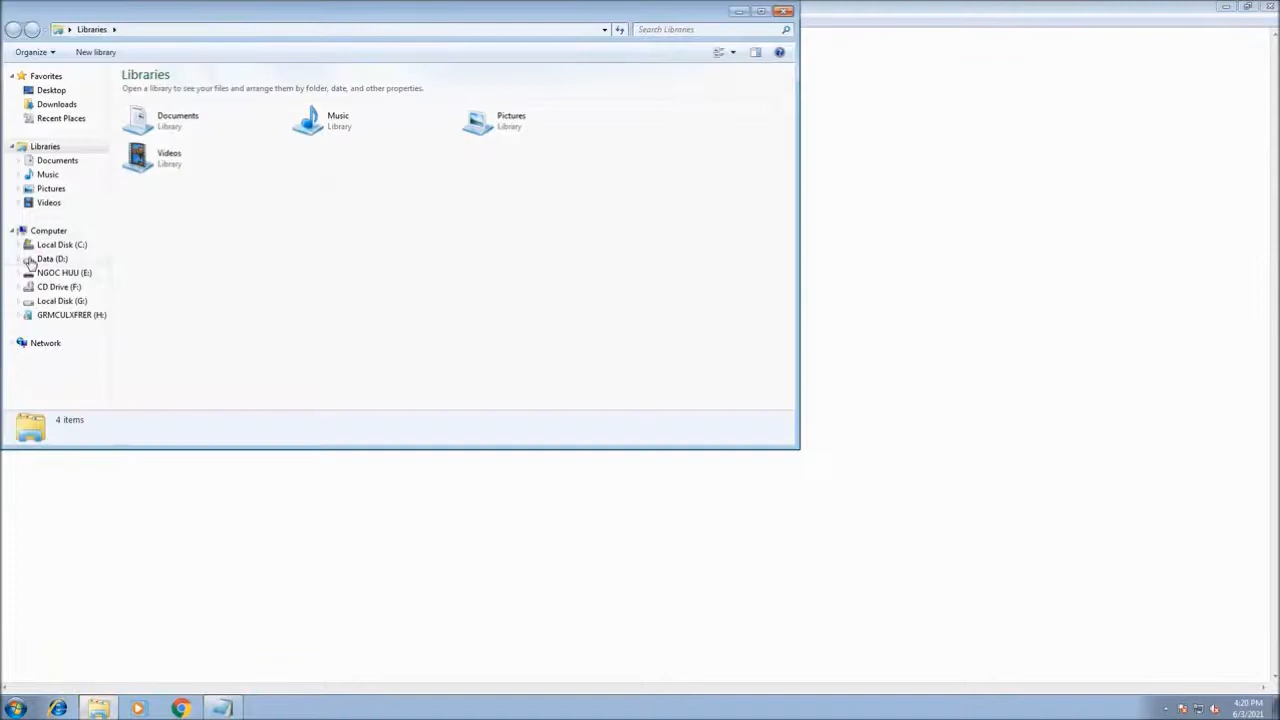 Libraries
Search Libraries
Organize
New library
Favorites
Desktop
Downloads
Recent Places
Libraries
Documents
Music
Pictures
Videos
Computer
Local Disk (C:)
Data (D:)
NGOC HUU (E:)
CD Drive (F:)
Local Disk (G:)
GRMCULXFRER (H:)
Network
Libraries
Open a library to see your files and arrange them by folder, date, and other properties.
Documents
Library
Music
Library
Pictures
Library
Videos
Library
4 items
4:20 PM
6/3/2021